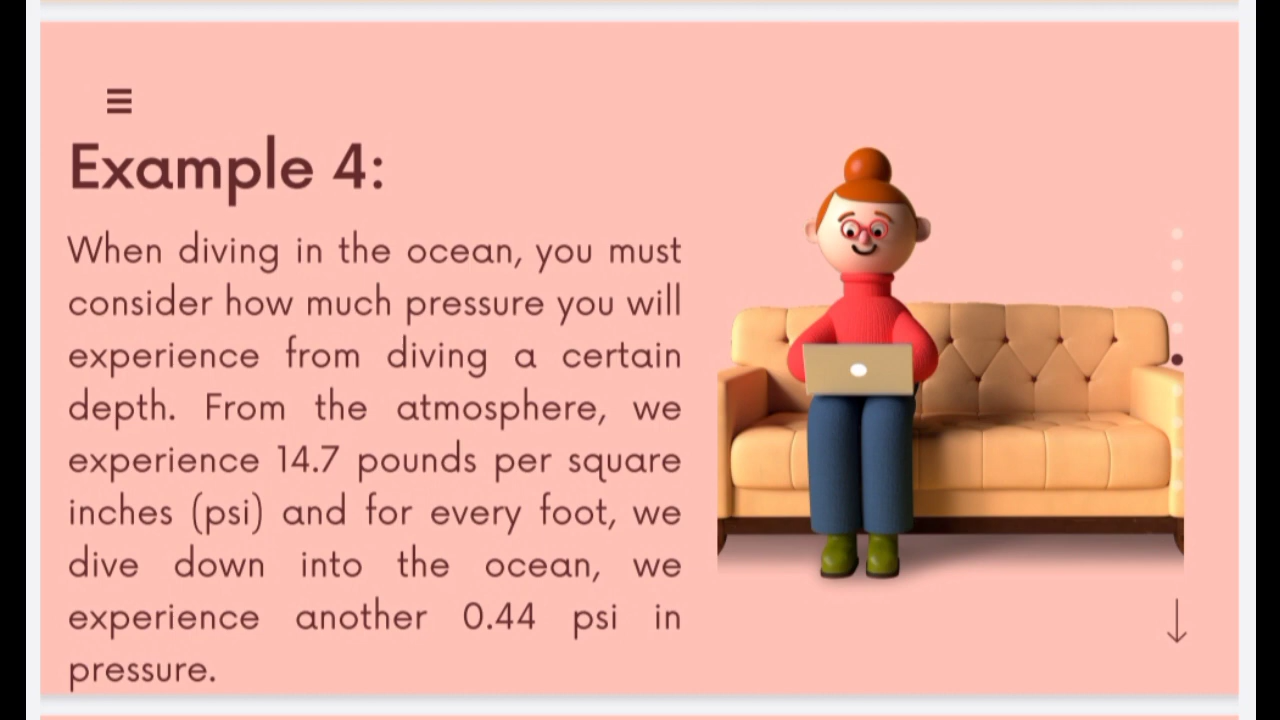 Example 4:
When diving in the ocean, you must
consider how much pressure you will
experience from diving a certain
depth. From the atmosphere, we
experience 14.7 pounds per square
inches (psi) and for every foot, we
dive down into the ocean, we
experience another 0.44 psi in
pressure.